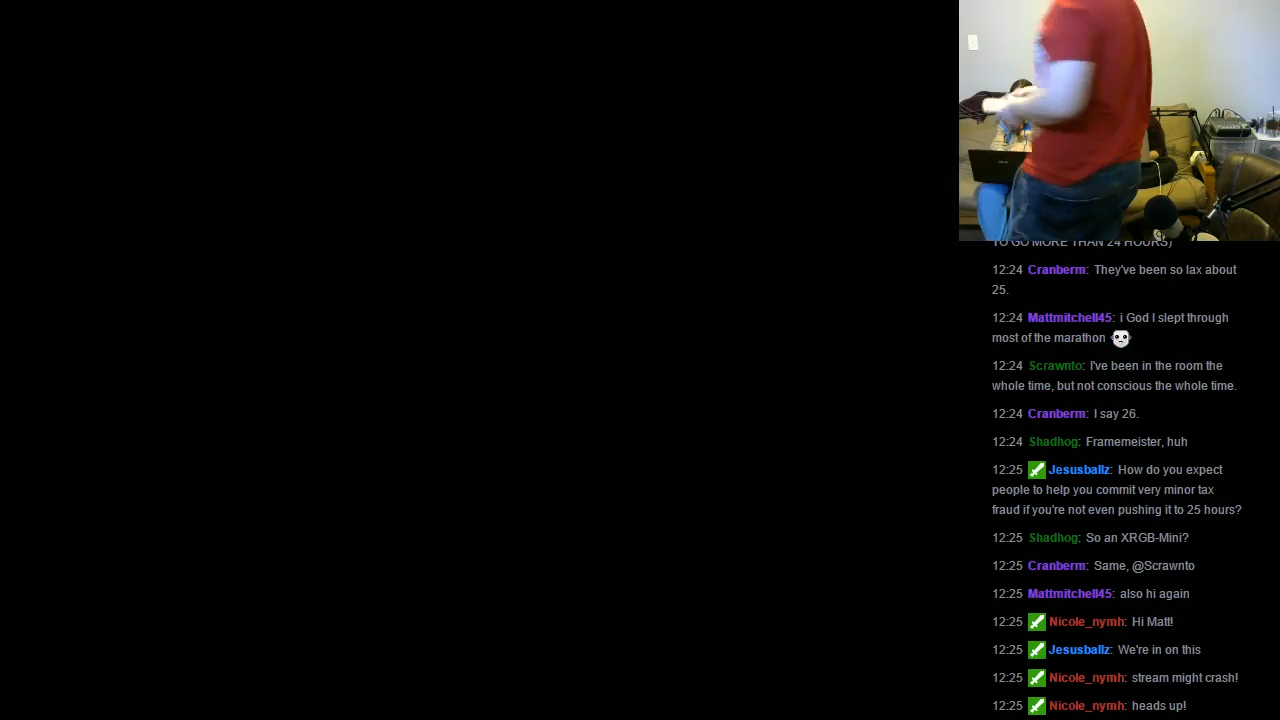 TO GO MORE THAN 24 HOURS)
12:24 Cranberm: They've been so lax about
25.
12:24 Mattmitchell45: i God I slept through
most of the marathon
12:24 Scrawnto: I've been in the room the
whole time, but not conscious the whole time.
12:24 Cranberm: I say 26.
12:24 Shadhog: Framemeister, huh
12:25 Jesusballz: How do you expect
people to help you commit very minor tax
fraud if you're not even pushing it to 25 hours?
12:25 Shadhog: So an XRGB-Mini?
12:25 Cranberm: Same, @Scrawnto
12:25 Mattmitchell45: also hi again
12:25 Nicole_nymh: Hi Matt!
12:25 Jesusballz: We're in on this
12:25 Nicole_nymh: stream might crash!
12:25 Nicole_nymh: heads up!